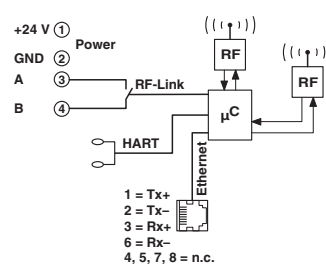 +24 V 1
Power
GND 2
A 3
RF-Link
B 4
RF
RF
µC
HART
Ethernet
1 = Tx+
2 = Tx–
3 = Rx+
6 = Rx–
4, 5, 7, 8 = n.c.